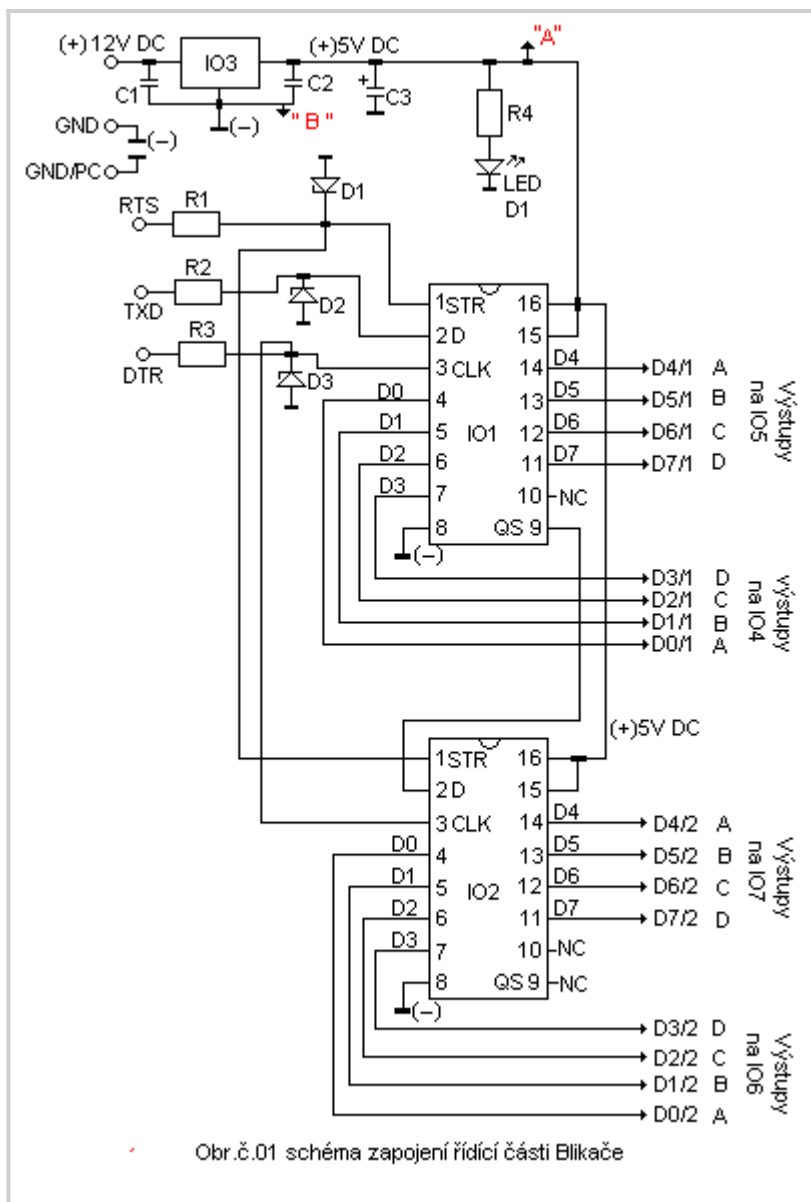 (+)12V DC
IO3
(+)5V DC
"A"
C1
C2
C3
"B"
(−)
R4
GND
(−)
GND/PC
LED
D1
D1
RTS
R1
TXD
R2
D2
DTR
R3
D3
1 STR 16
2 D 15
3 CLK 14 D4 D4/1 A
D0 4 13 D5 D5/1 B
D1 5 IO1 12 D6 D6/1 C
D2 6 11 D7 D7/1 D
D3 7 10 NC
8 QS 9
(−)
Výstupy
na IO5
D3/1 D
D2/1 C
D1/1 B
D0/1 A
výstupy
na IO4
(+)5V DC
1 STR 16
2 D 15
3 CLK 14 D4 D4/2 A
D0 4 13 D5 D5/2 B
D1 5 IO2 12 D6 D6/2 C
D2 6 11 D7 D7/2 D
D3 7 10 NC
8 QS 9 NC
(−)
Výstupy
na IO7
D3/2 D
D2/2 C
D1/2 B
D0/2 A
Výstupy
na IO6
Obr.č.01 schéma zapojení řídící části Blikače